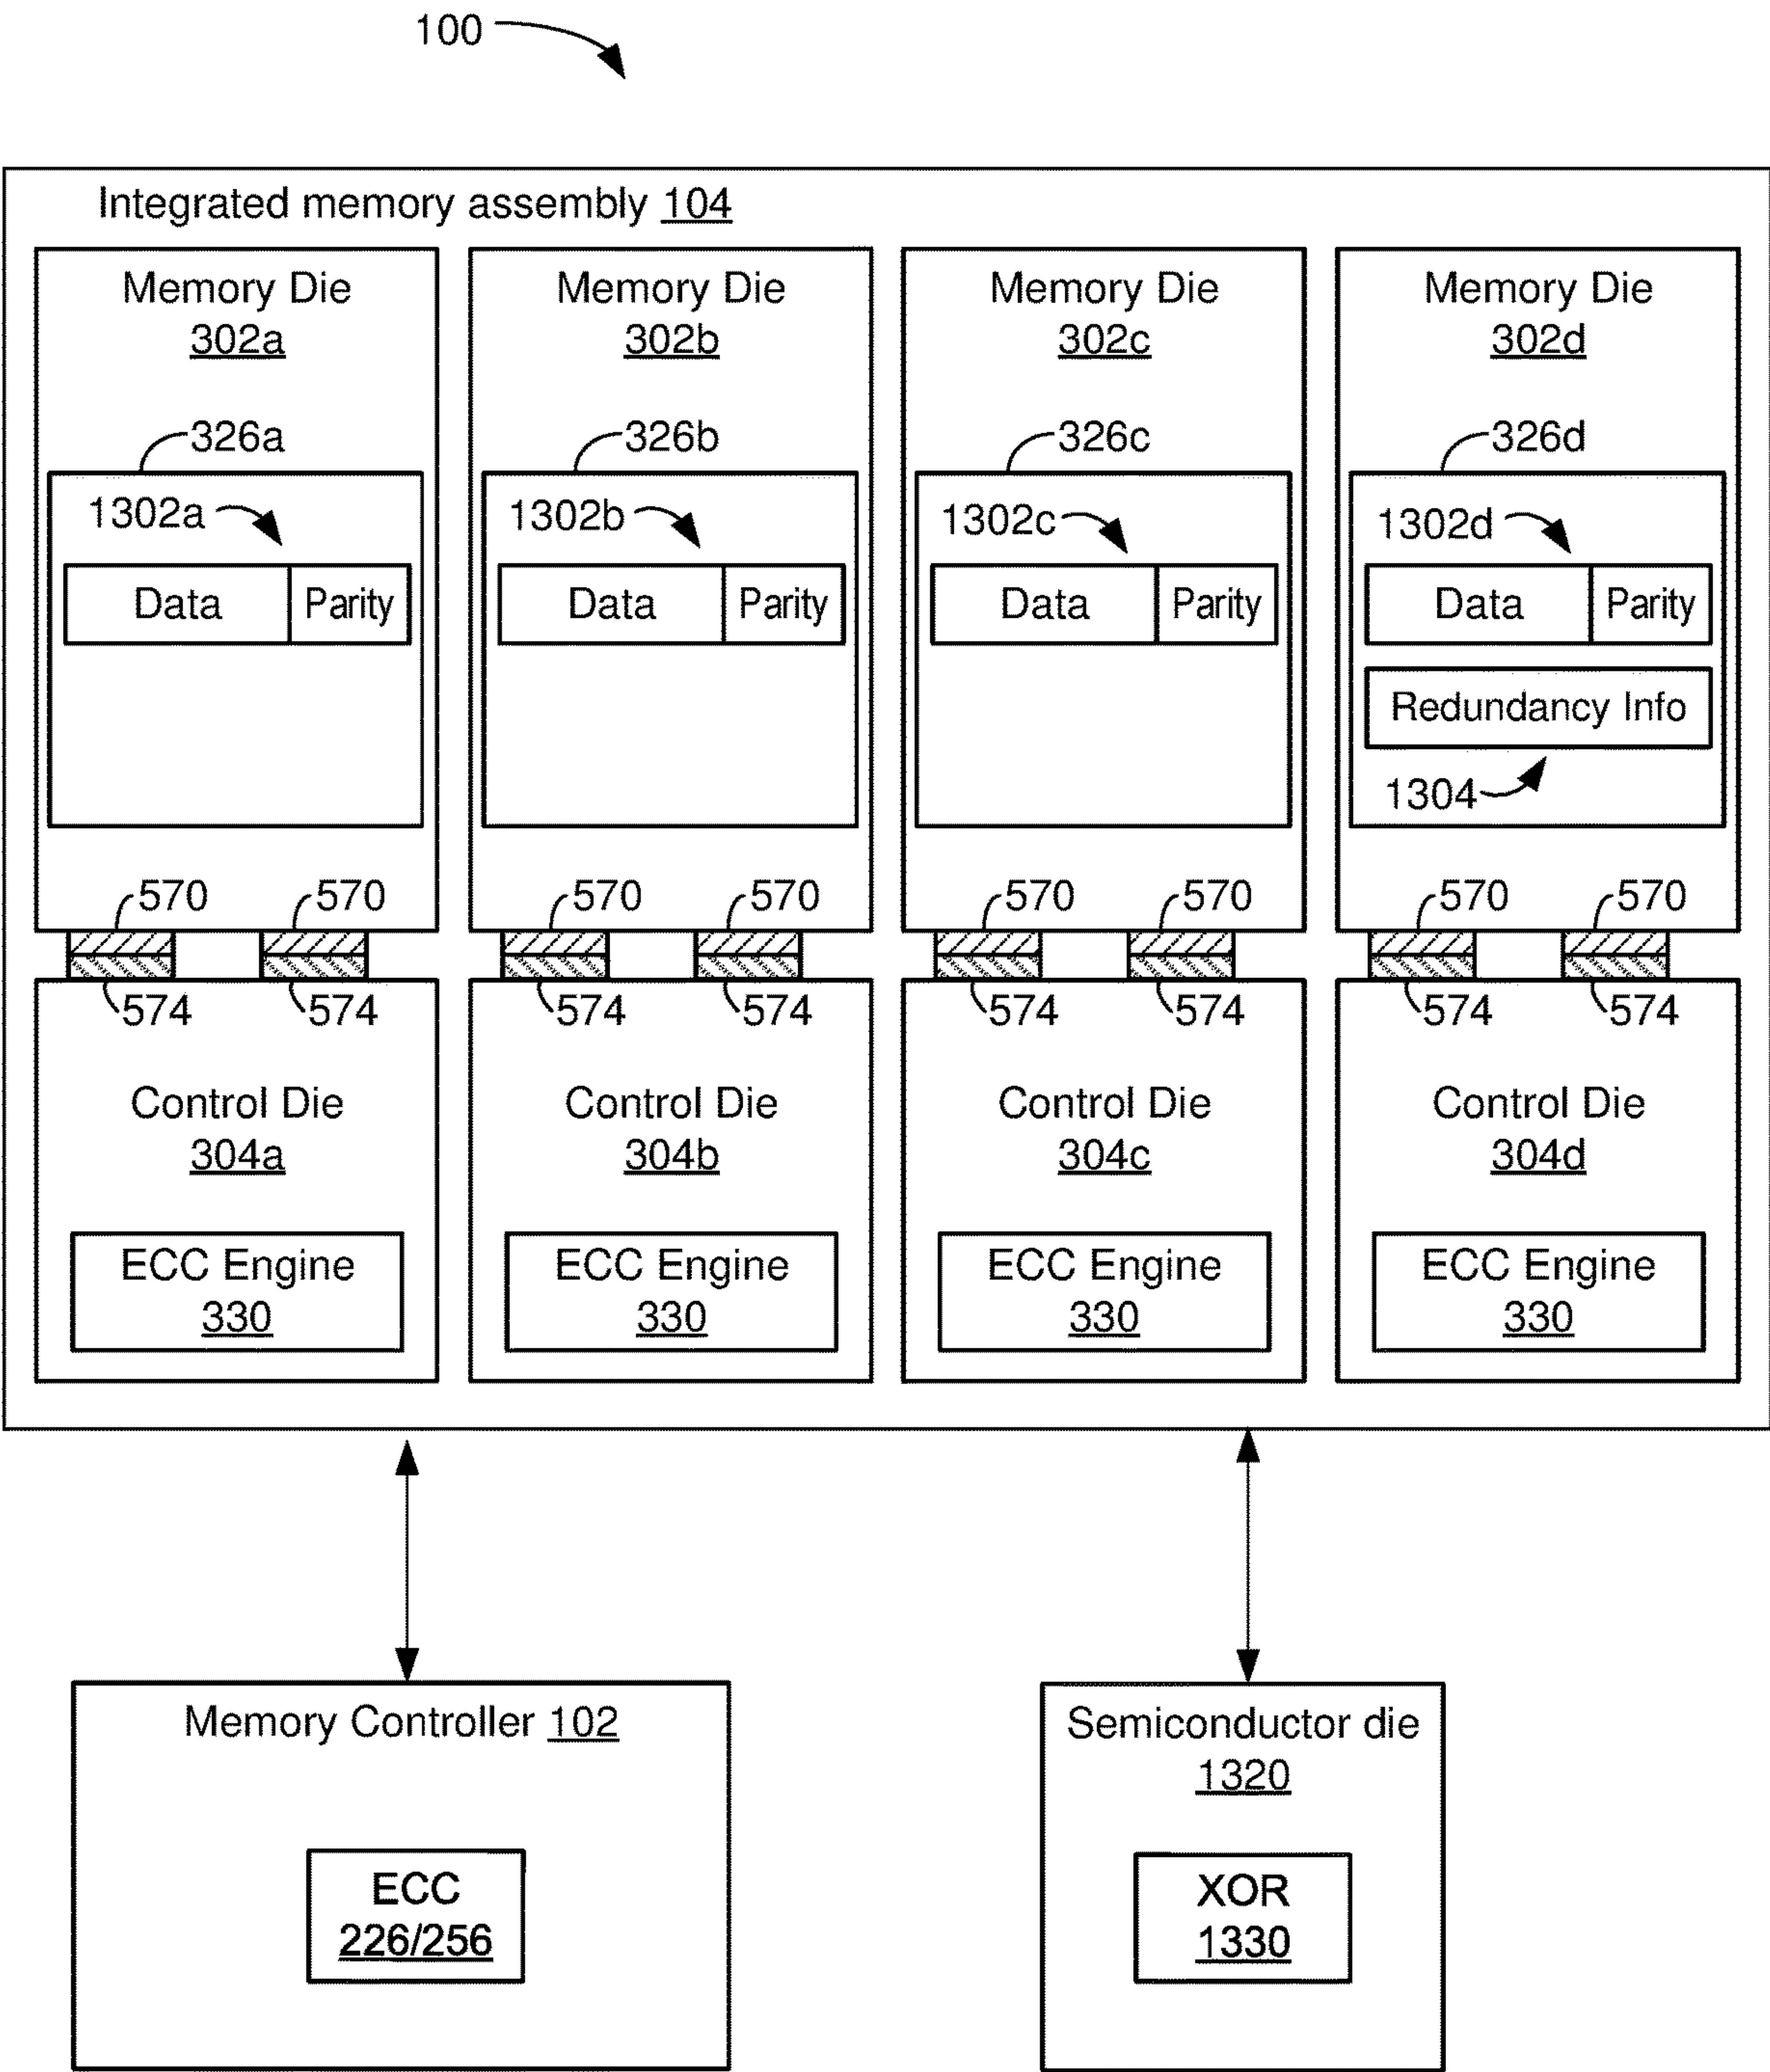 100
Integrated memory assembly 104
Memory Die Memory Die Memory Die Memory Die
302a 302b 302c 302d
326a 326b 326c 326d
1302a 1302b 1302c 1302d
Data Parity Data Parity Data Parity Data Parity
Redundancy Info
1304
570 570 570 570 570 570 570 570
574 574 574 574 574 574 574 574
Control Die Control Die Control Die Control Die
304a 304b 304c 304d
ECC Engine ECC Engine ECC Engine ECC Engine
330 330 330 330
Memory Controller 102
ECC
226/256
Semiconductor die
1320
XOR
1330